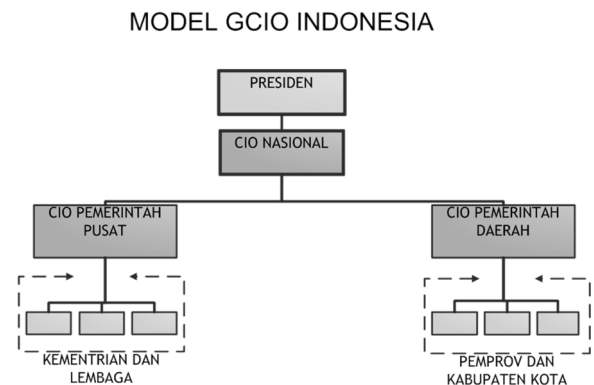 MODEL GCIO INDONESIA
PRESIDEN
CIO NASIONAL
CIO PEMERINTAH
PUSAT
CIO PEMERINTAH
DAERAH
KEMENTRIAN DAN
LEMBAGA
PEMPROV DAN
KABUPATEN KOTA